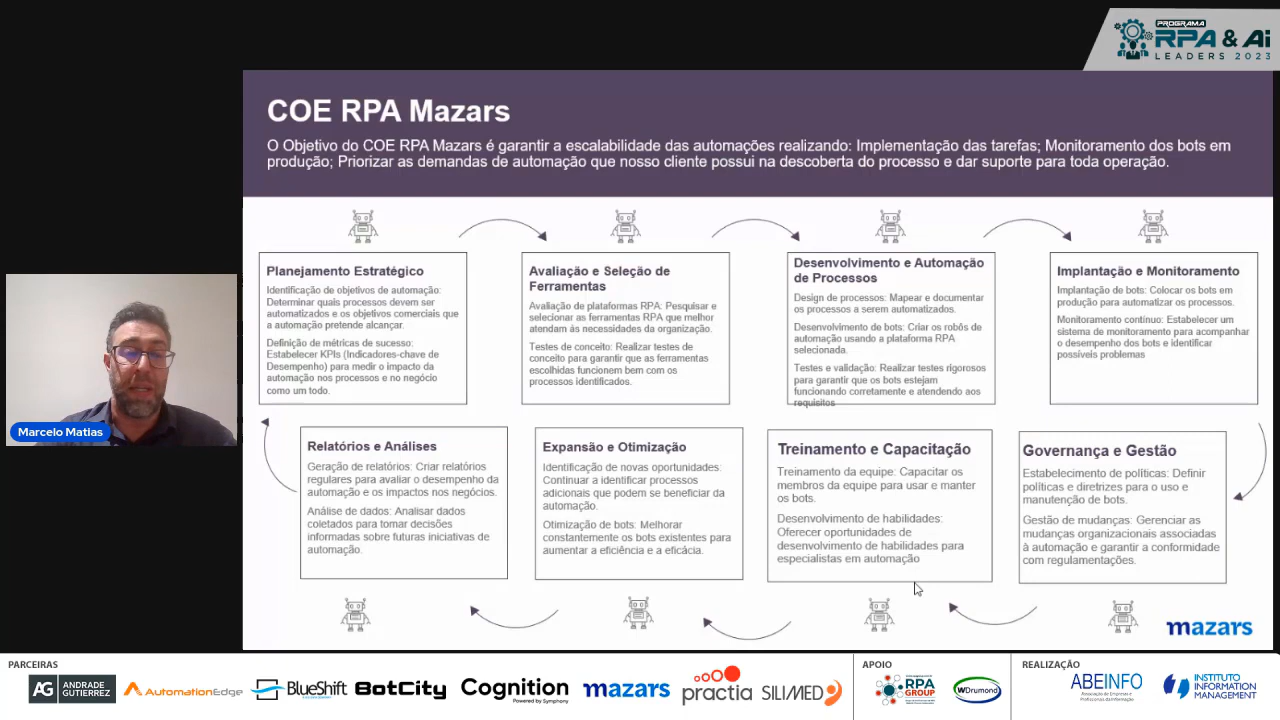 PROGRAMA
RPA & Ai
LEADERS 2023
COE RPA Mazars
O Objetivo do COE RPA Mazars é garantir a escalabilidade das automações realizando: Implementação das tarefas; Monitoramento dos bots em
produção; Priorizar as demandas de automação que nosso cliente possui na descoberta do processo e dar suporte para toda operação.
Planejamento Estratégico
Identificação de objetivos de automação:
Determinar quais processos devem ser
automatizados e os objetivos comerciais que
a automação pretende alcançar.
Definição de métricas de sucesso:
Estabelecer KPIs (Indicadores-chave de
Desempenho) para medir o impacto da
automação nos processos e no negócio
como um todo.
Avaliação e Seleção de
Ferramentas
Avaliação de plataformas RPA: Pesquisar e
selecionar as ferramentas RPA que melhor
atendam às necessidades da organização.
Testes de conceito: Realizar testes de
conceito para garantir que as ferramentas
escolhidas funcionem bem com os
processos identificados.
Desenvolvimento e Automação
de Processos
Design de processos: Mapear e documentar
os processos a serem automatizados.
Desenvolvimento de bots: Criar os robôs de
automação usando a plataforma RPA
selecionada.
Testes e validação: Realizar testes rigorosos
para garantir que os bots estejam
funcionando corretamente e atendendo aos
requisitos
Implantação e Monitoramento
Implantação de bots: Colocar os bots em
produção para automatizar os processos.
Monitoramento contínuo: Estabelecer um
sistema de monitoramento para acompanhar
o desempenho dos bots e identificar
possíveis problemas
Marcelo Matias
Relatórios e Análises
Geração de relatórios: Criar relatórios
regulares para avaliar o desempenho da
automação e os impactos nos negócios.
Análise de dados: Analisar dados
coletados para tomar decisões
informadas sobre futuras iniciativas de
automação.
Expansão e Otimização
Identificação de novas oportunidades:
Continuar a identificar processos
adicionais que podem se beneficiar da
automação.
Otimização de bots: Melhorar
constantemente os bots existentes para
aumentar a eficiência e a eficácia.
Treinamento e Capacitação
Treinamento da equipe: Capacitar os
membros da equipe para usar e manter
os bots.
Desenvolvimento de habilidades:
Oferecer oportunidades de
desenvolvimento de habilidades para
especialistas em automação
Governança e Gestão
Estabelecimento de políticas: Definir
políticas e diretrizes para o uso e
manutenção de bots.
Gestão de mudanças: Gerenciar as
mudanças organizacionais associadas
à automação e garantir a conformidade
com regulamentações.
mazars
PARCEIRAS
AG ANDRADE
GUTIERREZ
AutomationEdge
BlueShift
BotCity
Cognition
Powered by Symphony
mazars
practia
SILIMED
APOIO
RPA
GROUP
WDrumond
REALIZAÇÃO
ABEINFO
Associação de Empresas e
Profissionais da Informação
INSTITUTO
INFORMATION
MANAGEMENT